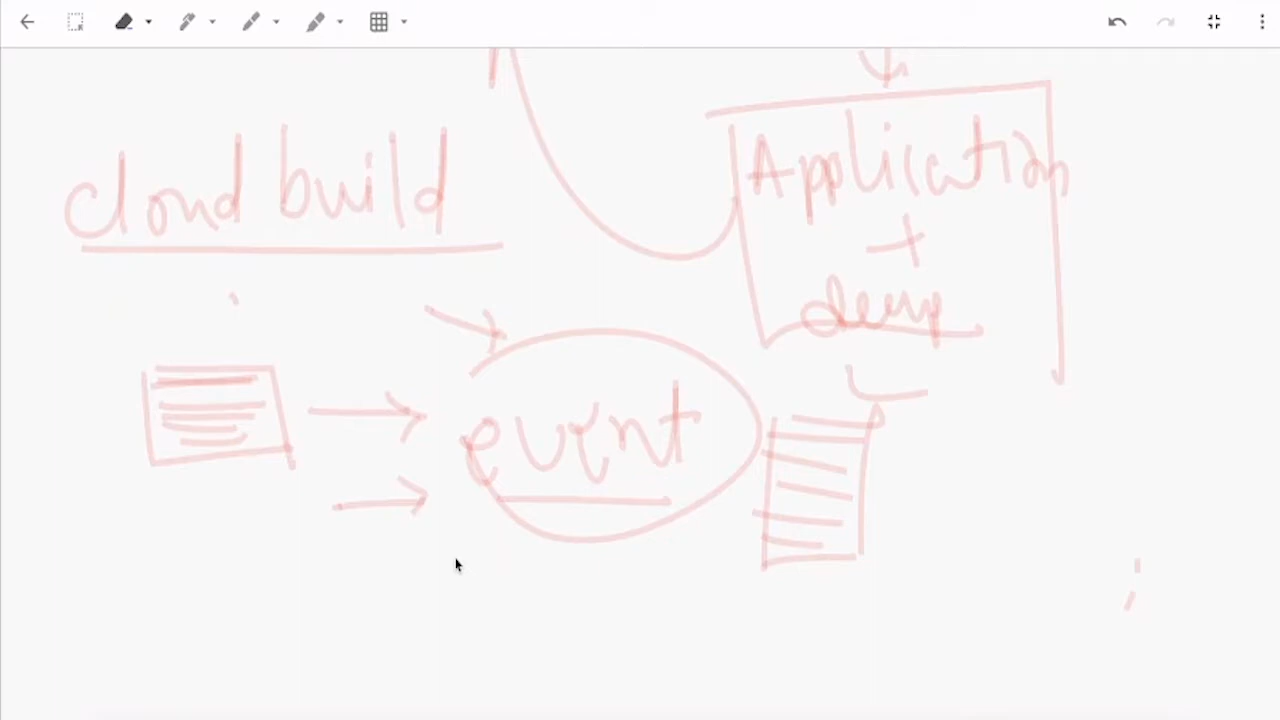 cloud build
Application
+
event